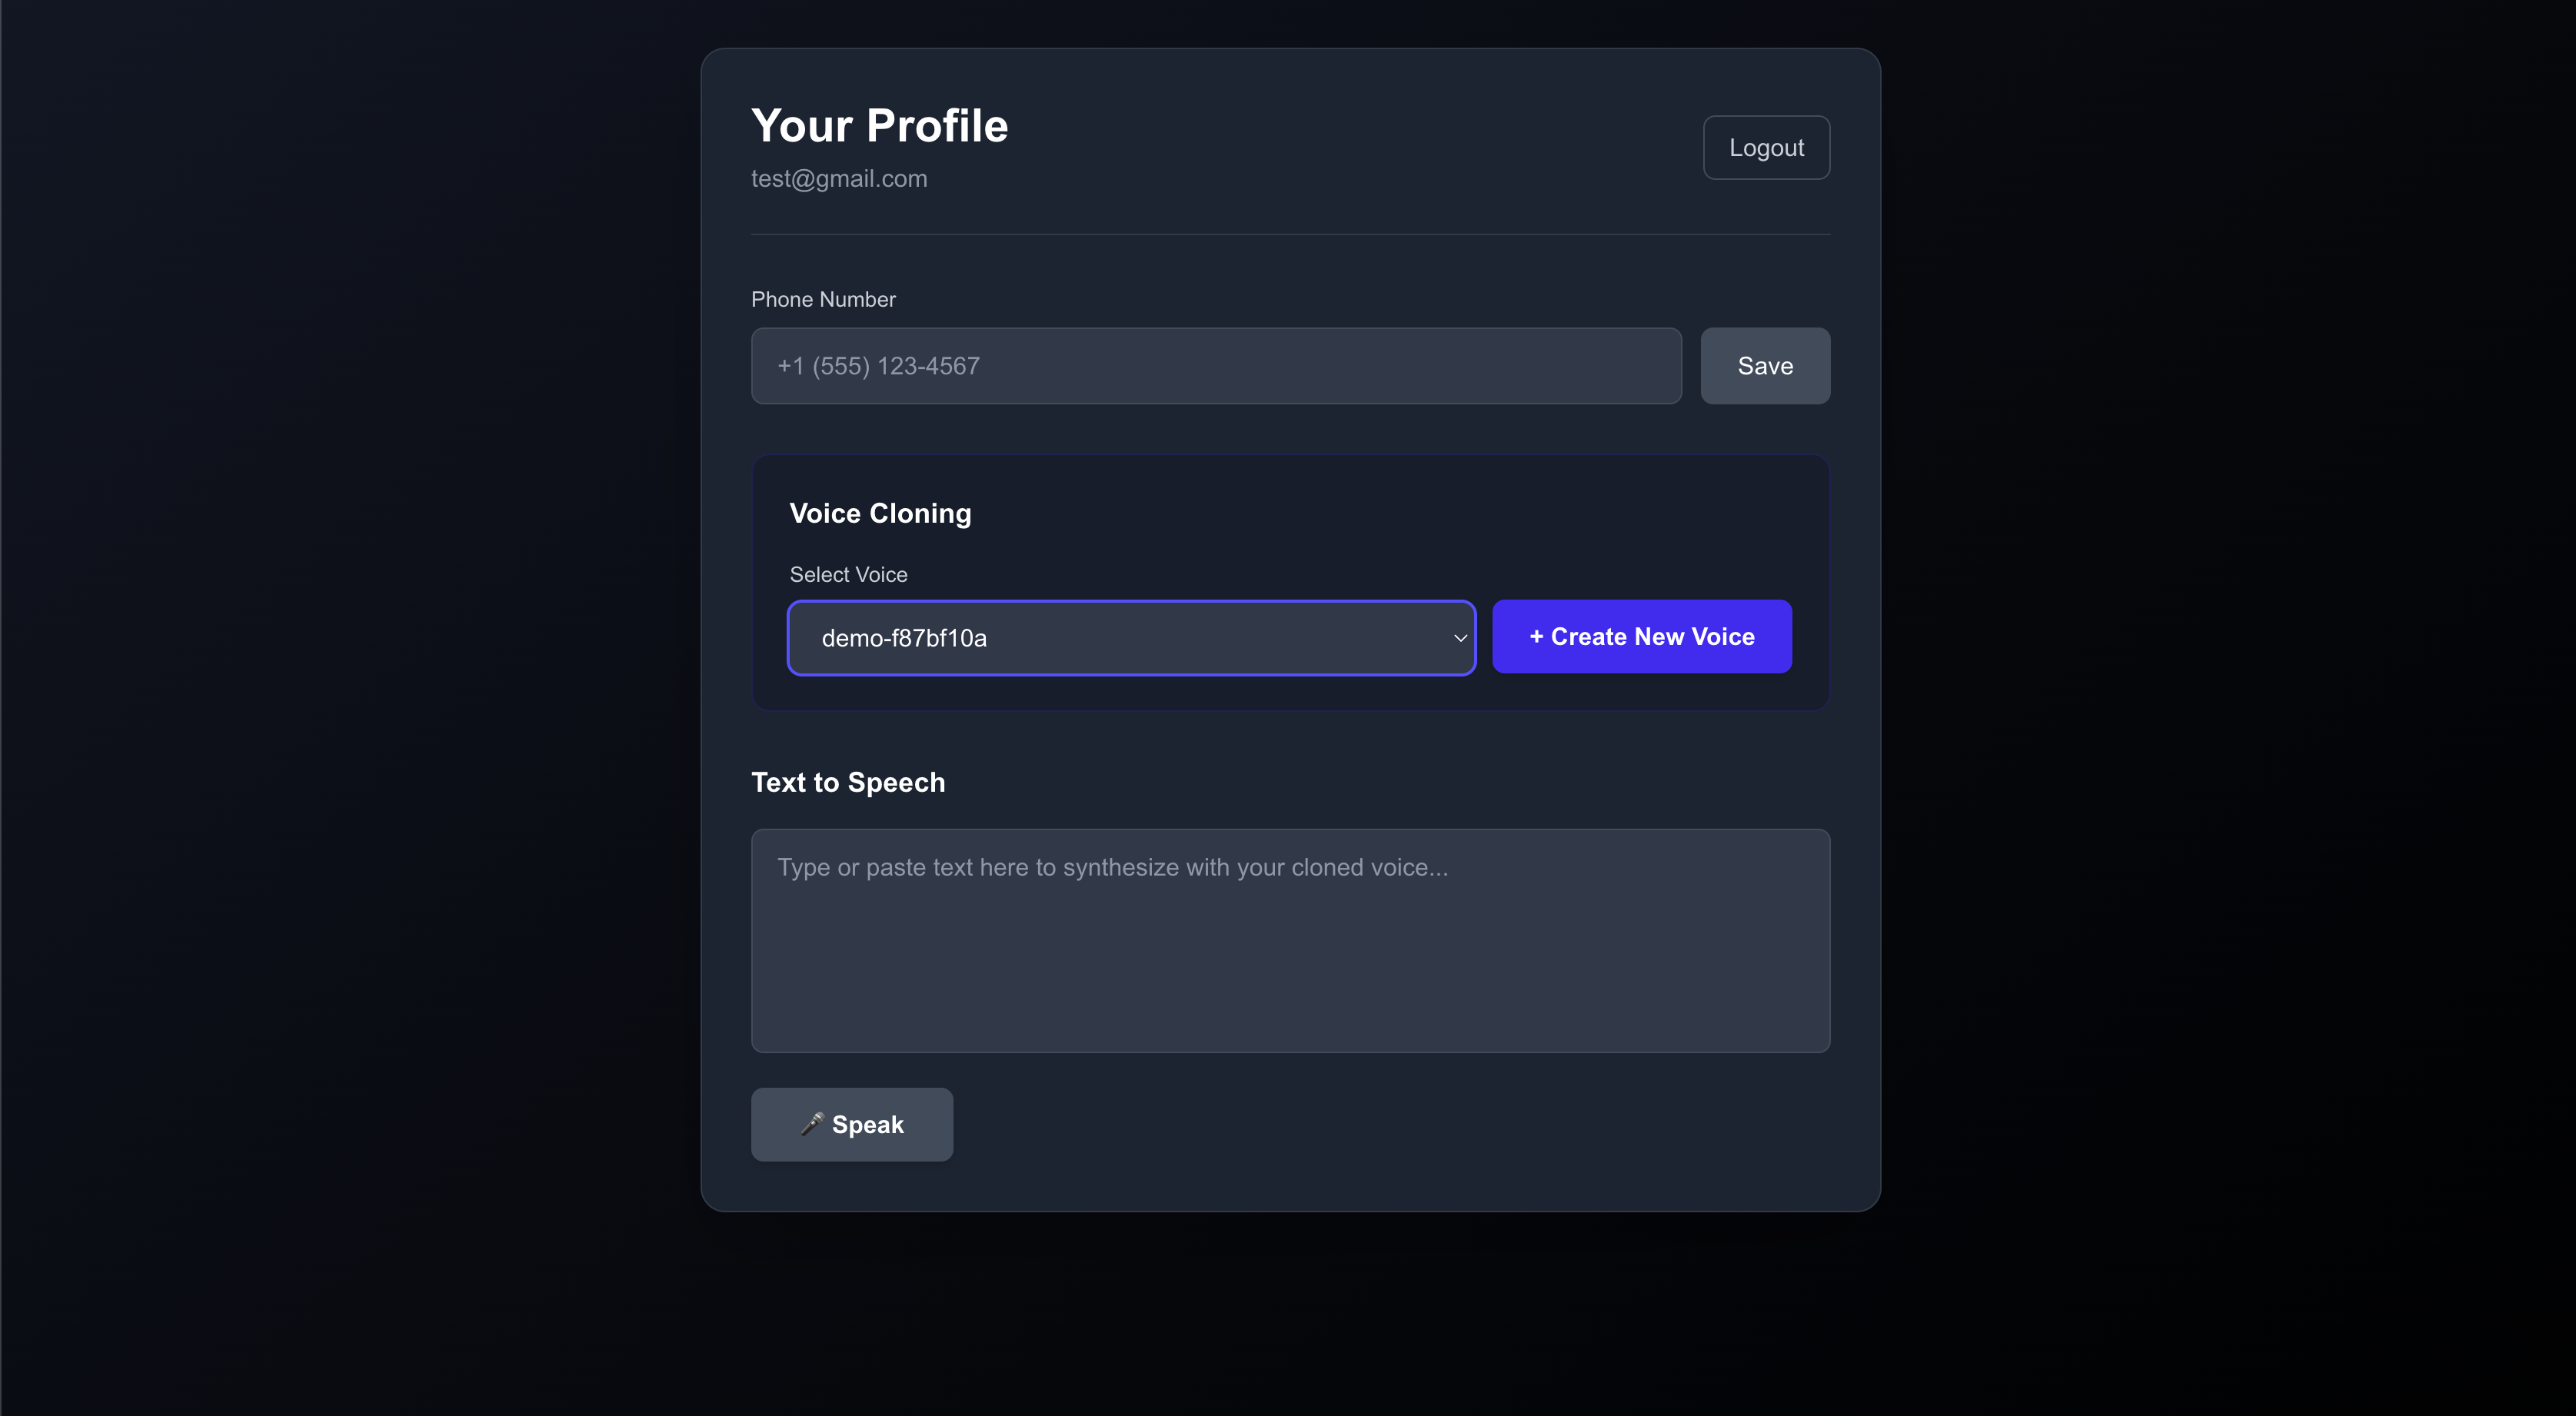 Your Profile
test@gmail.com
Logout
Phone Number
+1 (555) 123-4567
Save
Voice Cloning
Select Voice
demo-f87bf10a
+ Create New Voice
Text to Speech
Type or paste text here to synthesize with your cloned voice...
🎤 Speak